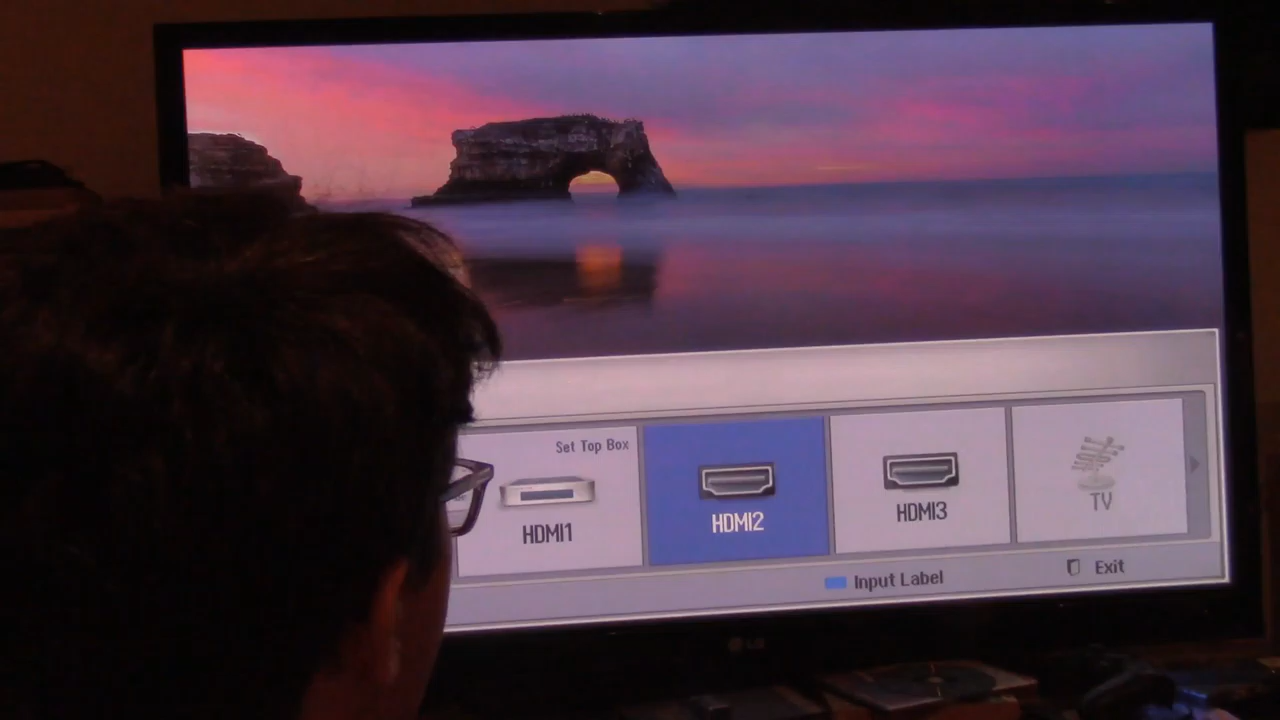 Set Top Box
HDMI1
HDMI2
HDMI3
TV
Input Label
Exit
LG